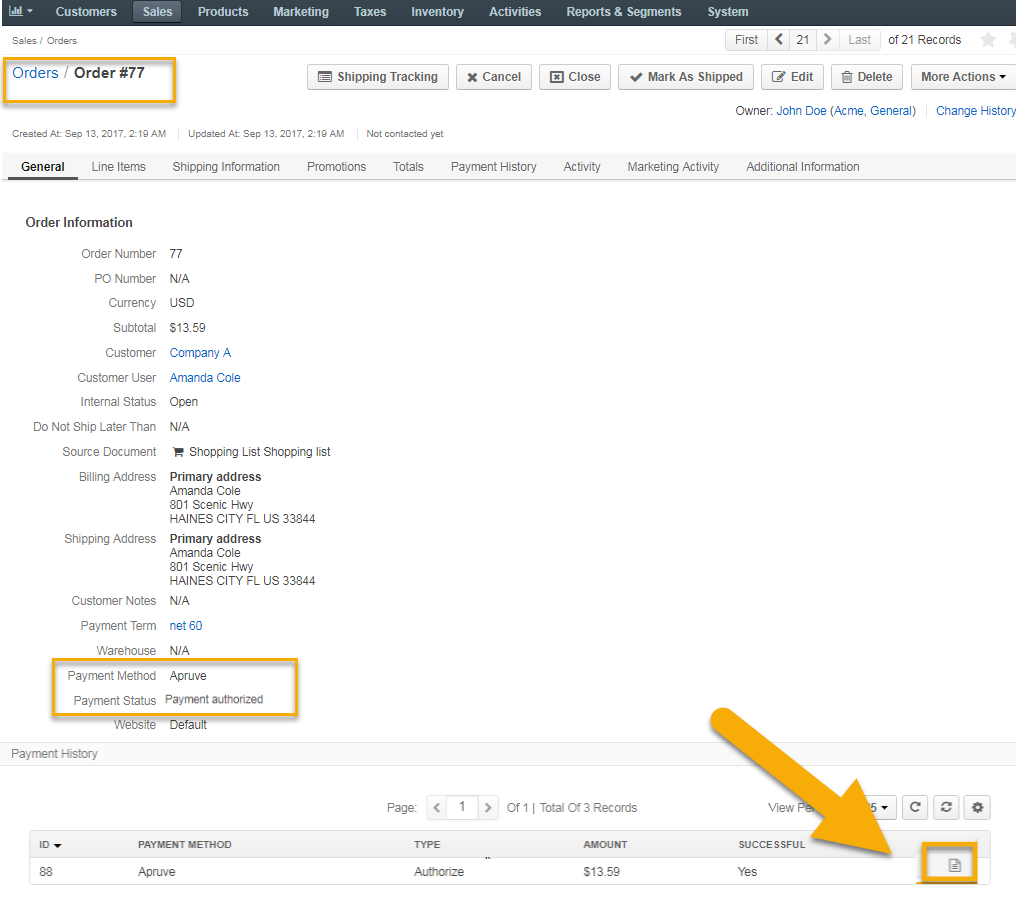 Customers Sales Products Marketing Taxes Inventory Activities Reports & Segments System
Sales / Orders
First 21 Last of 21 Records
Orders / Order #77
Shipping Tracking Cancel Close Mark As Shipped Edit Delete More Actions
Owner: John Doe (Acme, General) Change History
Created At: Sep 13, 2017, 2:19 AM Updated At: Sep 13, 2017, 2:19 AM Not contacted yet
General Line Items Shipping Information Promotions Totals Payment History Activity Marketing Activity Additional Information
Order Information
Order Number 77
PO Number N/A
Currency USD
Subtotal $13.59
Customer Company A
Customer User Amanda Cole
Internal Status Open
Do Not Ship Later Than N/A
Source Document Shopping List Shopping list
Billing Address Primary address
Amanda Cole
801 Scenic Hwy
HAINES CITY FL US 33844
Shipping Address Primary address
Amanda Cole
801 Scenic Hwy
HAINES CITY FL US 33844
Customer Notes N/A
Payment Term net 60
Warehouse N/A
Payment Method Apruve
Payment Status Payment authorized
Website Default
Payment History
Page: 1 Of 1 | Total Of 3 Records View
ID PAYMENT METHOD TYPE AMOUNT SUCCESSFUL
88 Apruve Authorize $13.59 Yes